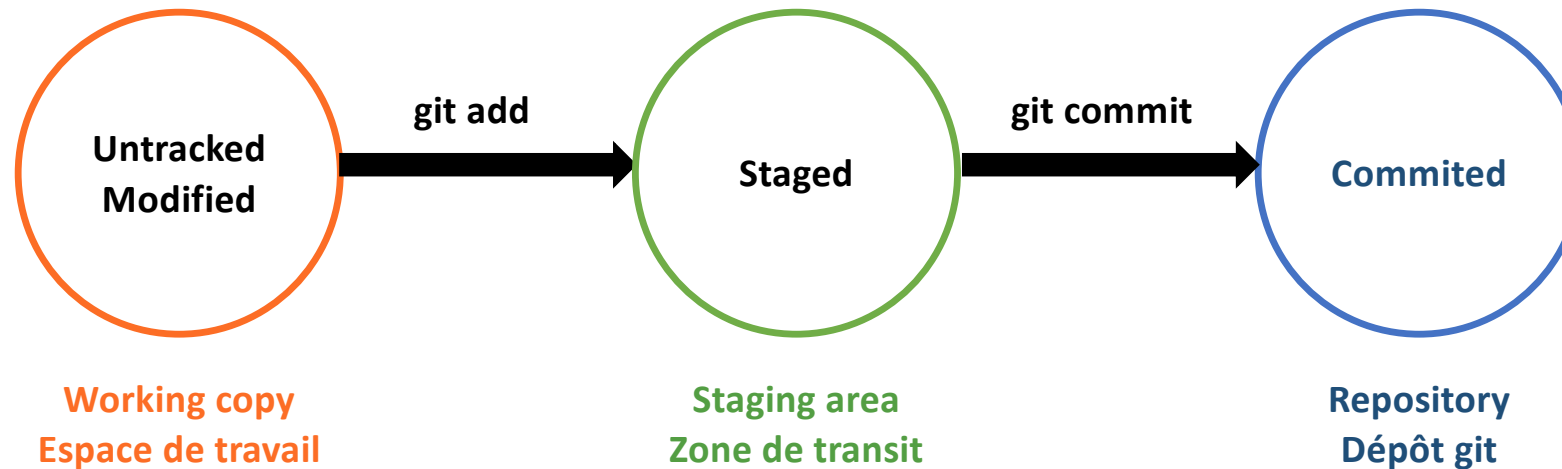 Untracked
Modified
git add
Staged
git commit
Commited
Working copy
Espace de travail
Staging area
Zone de transit
Repository
Dépôt git